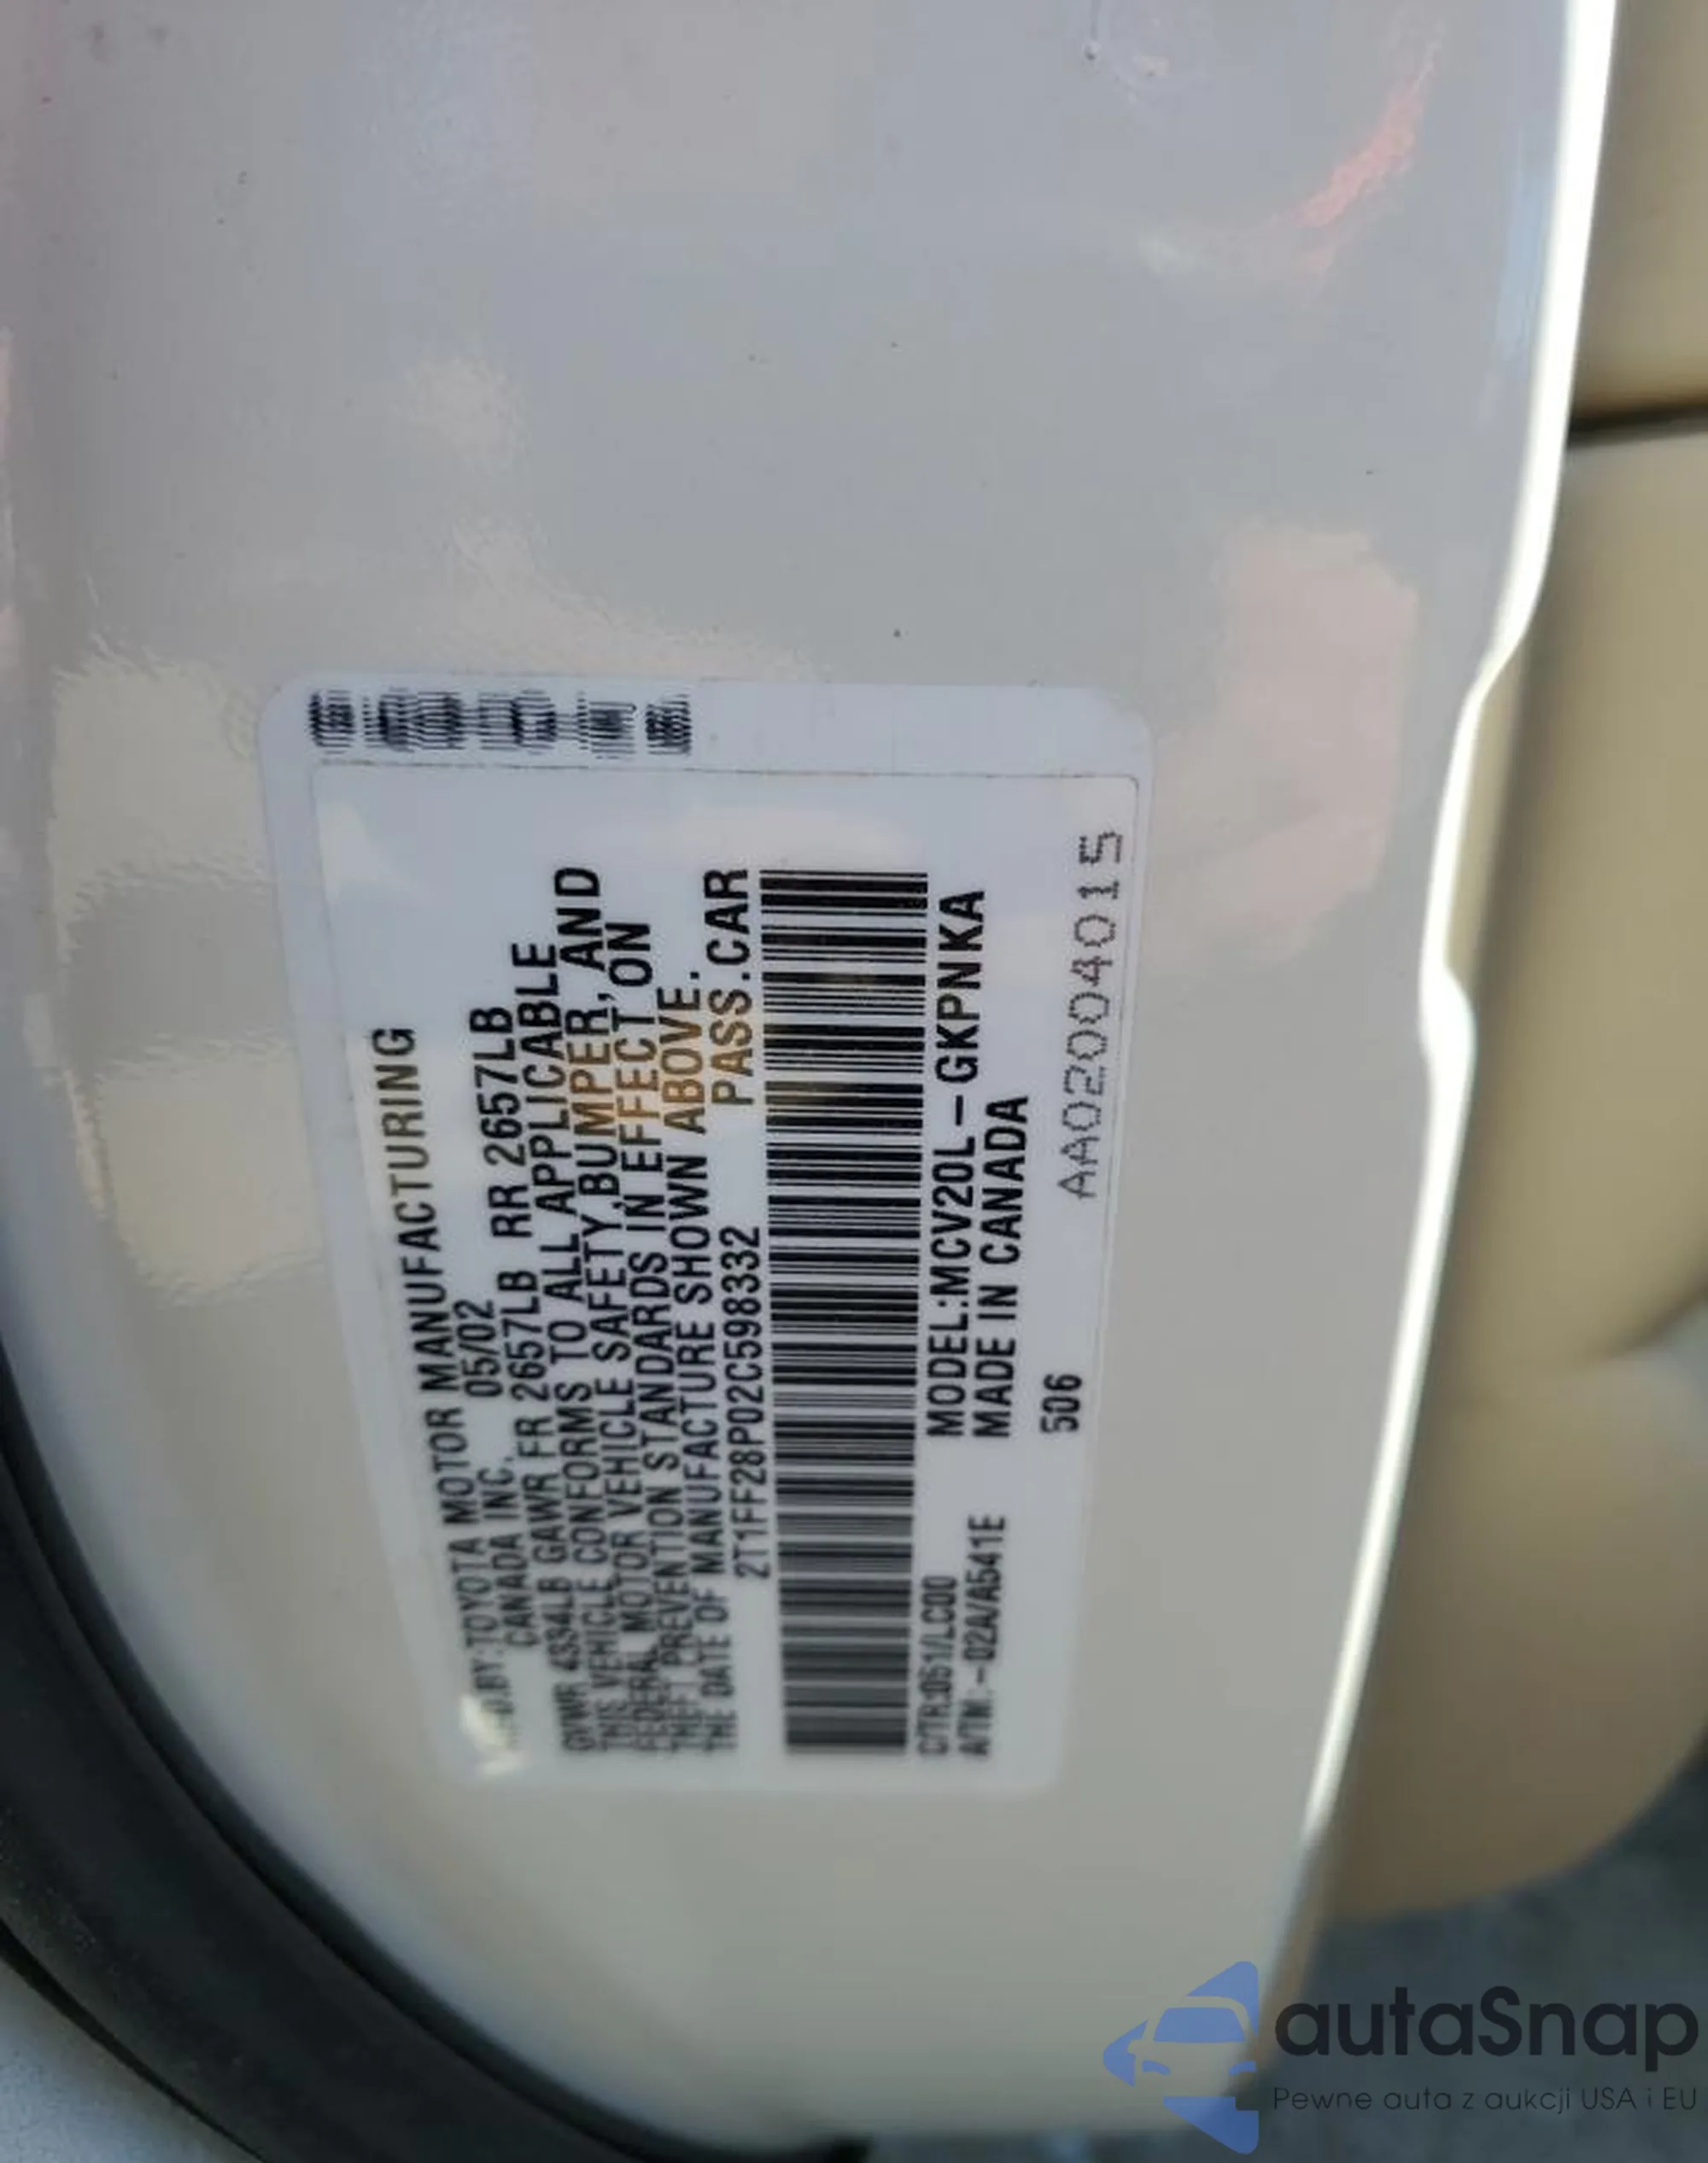 MFD.BY:TOYOTA MOTOR MANUFACTURING
CANADA INC. 05/02
GVWR 4334LB GAWR FR 2657LB RR 2657LB
THIS VEHICLE CONFORMS TO ALL APPLICABLE
FEDERAL MOTOR VEHICLE SAFETY,BUMPER, AND
THEFT PREVENTION STANDARDS IN EFFECT ON
THE DATE OF MANUFACTURE SHOWN ABOVE.
2T1FF28P02C598332 PASS.CAR
C/TR:051/LC00 MODEL:MCV20L-GKPNKA
A/TM:-02A/A541E MADE IN CANADA
506 AA02004015
autaSnap
Pewne auta z aukcji USA i EU